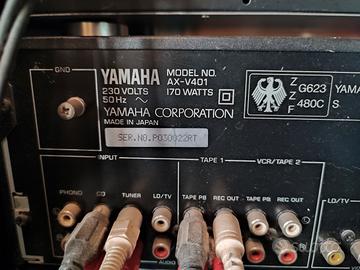 GND
YAMAHA MODEL NO. AX-V401
230 VOLTS 170 WATTS
50Hz
YAMAHA CORPORATION
MADE IN JAPAN
SER.NO.P030022RT
Z G623
Z
F 480C
YAMAHA
S
INPUT TAPE 1 VCR/TAPE 2
PHONO CD TUNER LD/TV TAPE PB REC OUT TAPE PB REC OUT
LD/TV
AUDIO